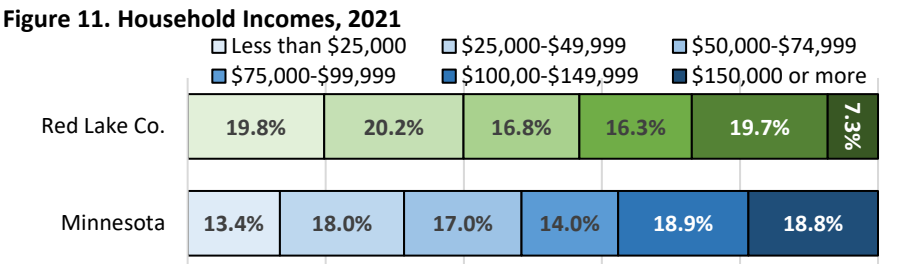 Figure 11. Household Incomes, 2021
Less than $25,000 $25,000-$49,999 $50,000-$74,999
$75,000-$99,999 $100,00-$149,999 $150,000 or more
Red Lake Co. 19.8% 20.2% 16.8% 16.3% 19.7% 7.3%
Minnesota 13.4% 18.0% 17.0% 14.0% 18.9% 18.8%